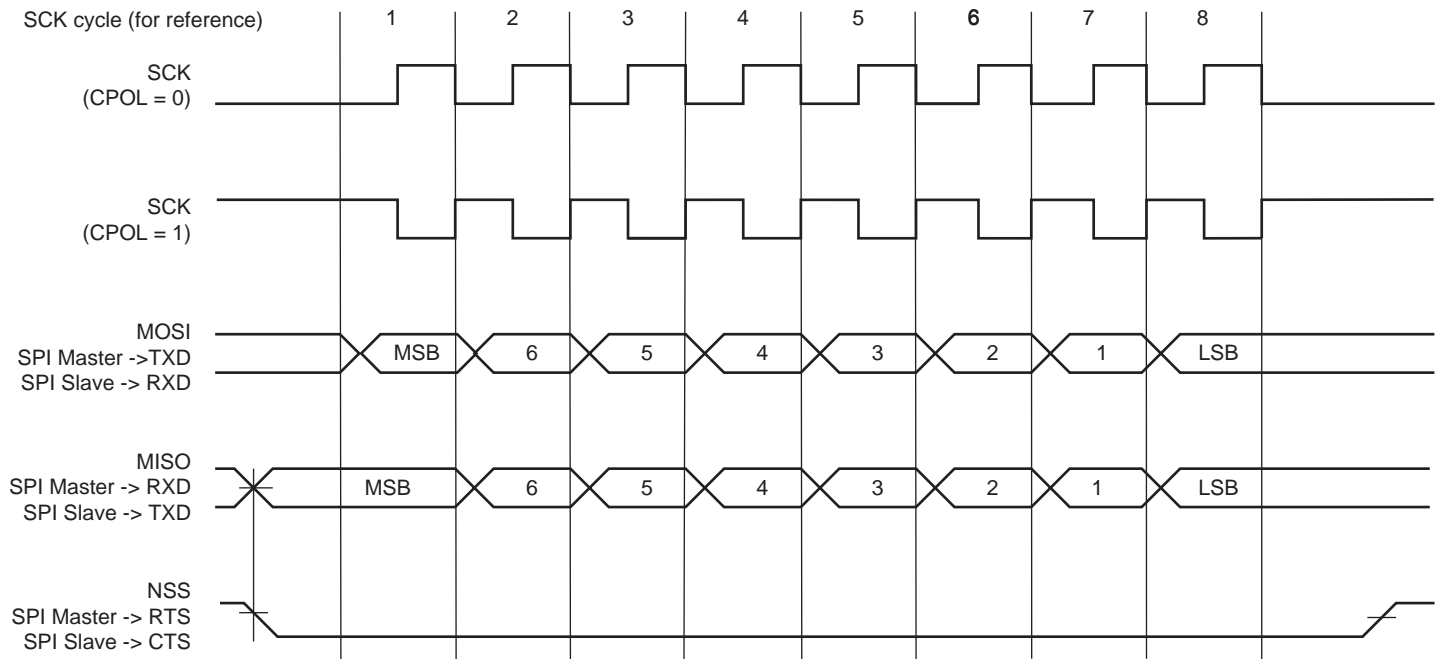 SCK cycle (for reference) 1 2 3 4 5 6 7 8
SCK
(CPOL = 0)
SCK
(CPOL = 1)
MOSI
SPI Master ->TXD
SPI Slave -> RXD
MSB 6 5 4 3 2 1 LSB
MISO
SPI Master -> RXD
SPI Slave -> TXD
MSB 6 5 4 3 2 1 LSB
NSS
SPI Master -> RTS
SPI Slave -> CTS